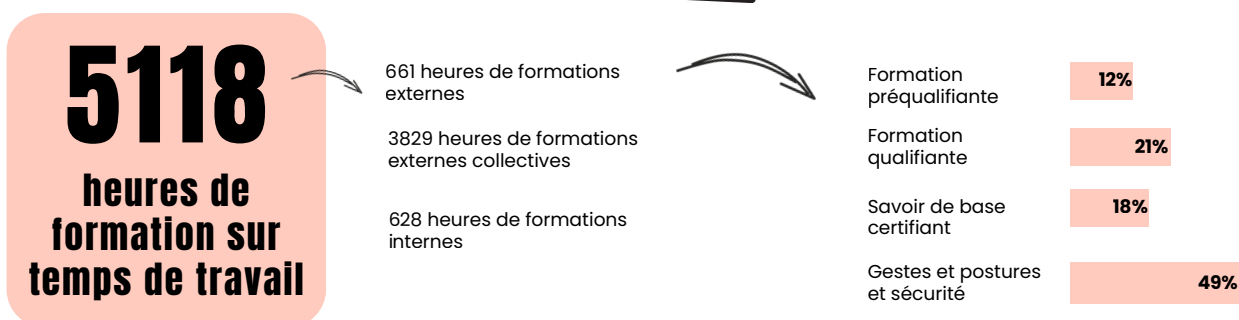 5118
heures de
formation sur
temps de travail
661 heures de formations
externes
3829 heures de formations
externes collectives
628 heures de formations
internes
Formation
préqualifiante
12%
Formation
qualifiante
21%
Savoir de base
certifiant
18%
Gestes et postures
et sécurité
49%